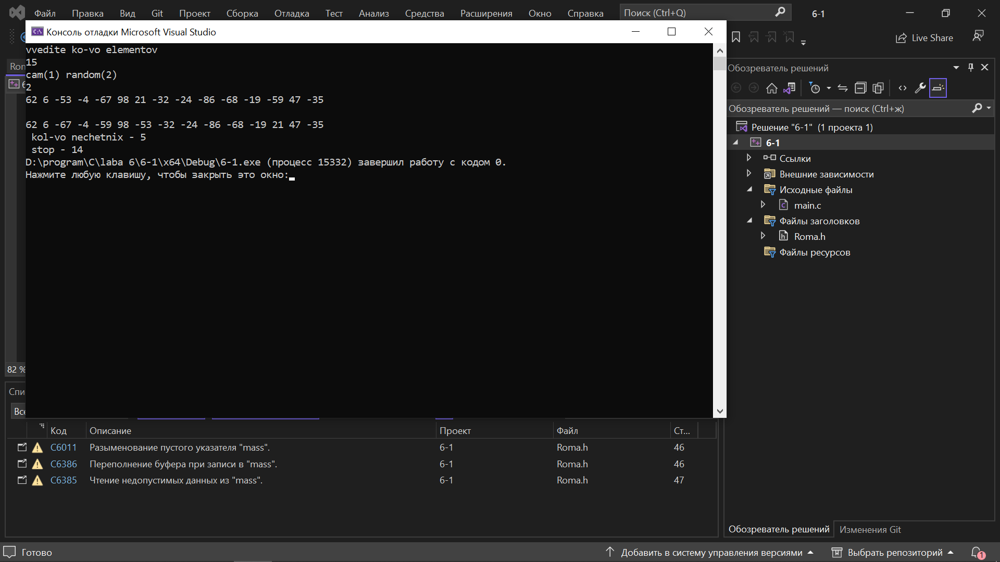 Файл Правка Вид Git Проект Сборка Отладка Тест Анализ Средства Расширения Окно Справка Поиск (Ctrl+Q) 6-1
Консоль отладки Microsoft Visual Studio
Live Share
vvedite ko-vo elementov
15
cam(1) random(2)
2
62 6 -53 -4 -67 98 21 -32 -24 -86 -68 -19 -59 47 -35
62 6 -67 -4 -59 98 -53 -32 -24 -86 -68 -19 21 47 -35
kol-vo nechetnix - 5
stop - 14
D:\program\C\laba 6\6-1\x64\Debug\6-1.exe (процесс 15332) завершил работу с кодом 0.
Нажмите любую клавишу, чтобы закрыть это окно:
Обозреватель решений
Обозреватель решений — поиск (Ctrl+ж)
Решение "6-1" (1 проекта 1)
6-1
Ссылки
Внешние зависимости
Исходные файлы
main.c
Файлы заголовков
Roma.h
Файлы ресурсов
82 %
Код Описание Проект Файл Ст...
C6011 Разыменование пустого указателя "mass". 6-1 Roma.h 46
C6386 Переполнение буфера при записи в "mass". 6-1 Roma.h 46
C6385 Чтение недопустимых данных из "mass". 6-1 Roma.h 47
Обозреватель решений Изменения Git
Готово Добавить в систему управления версиями Выбрать репозиторий 1